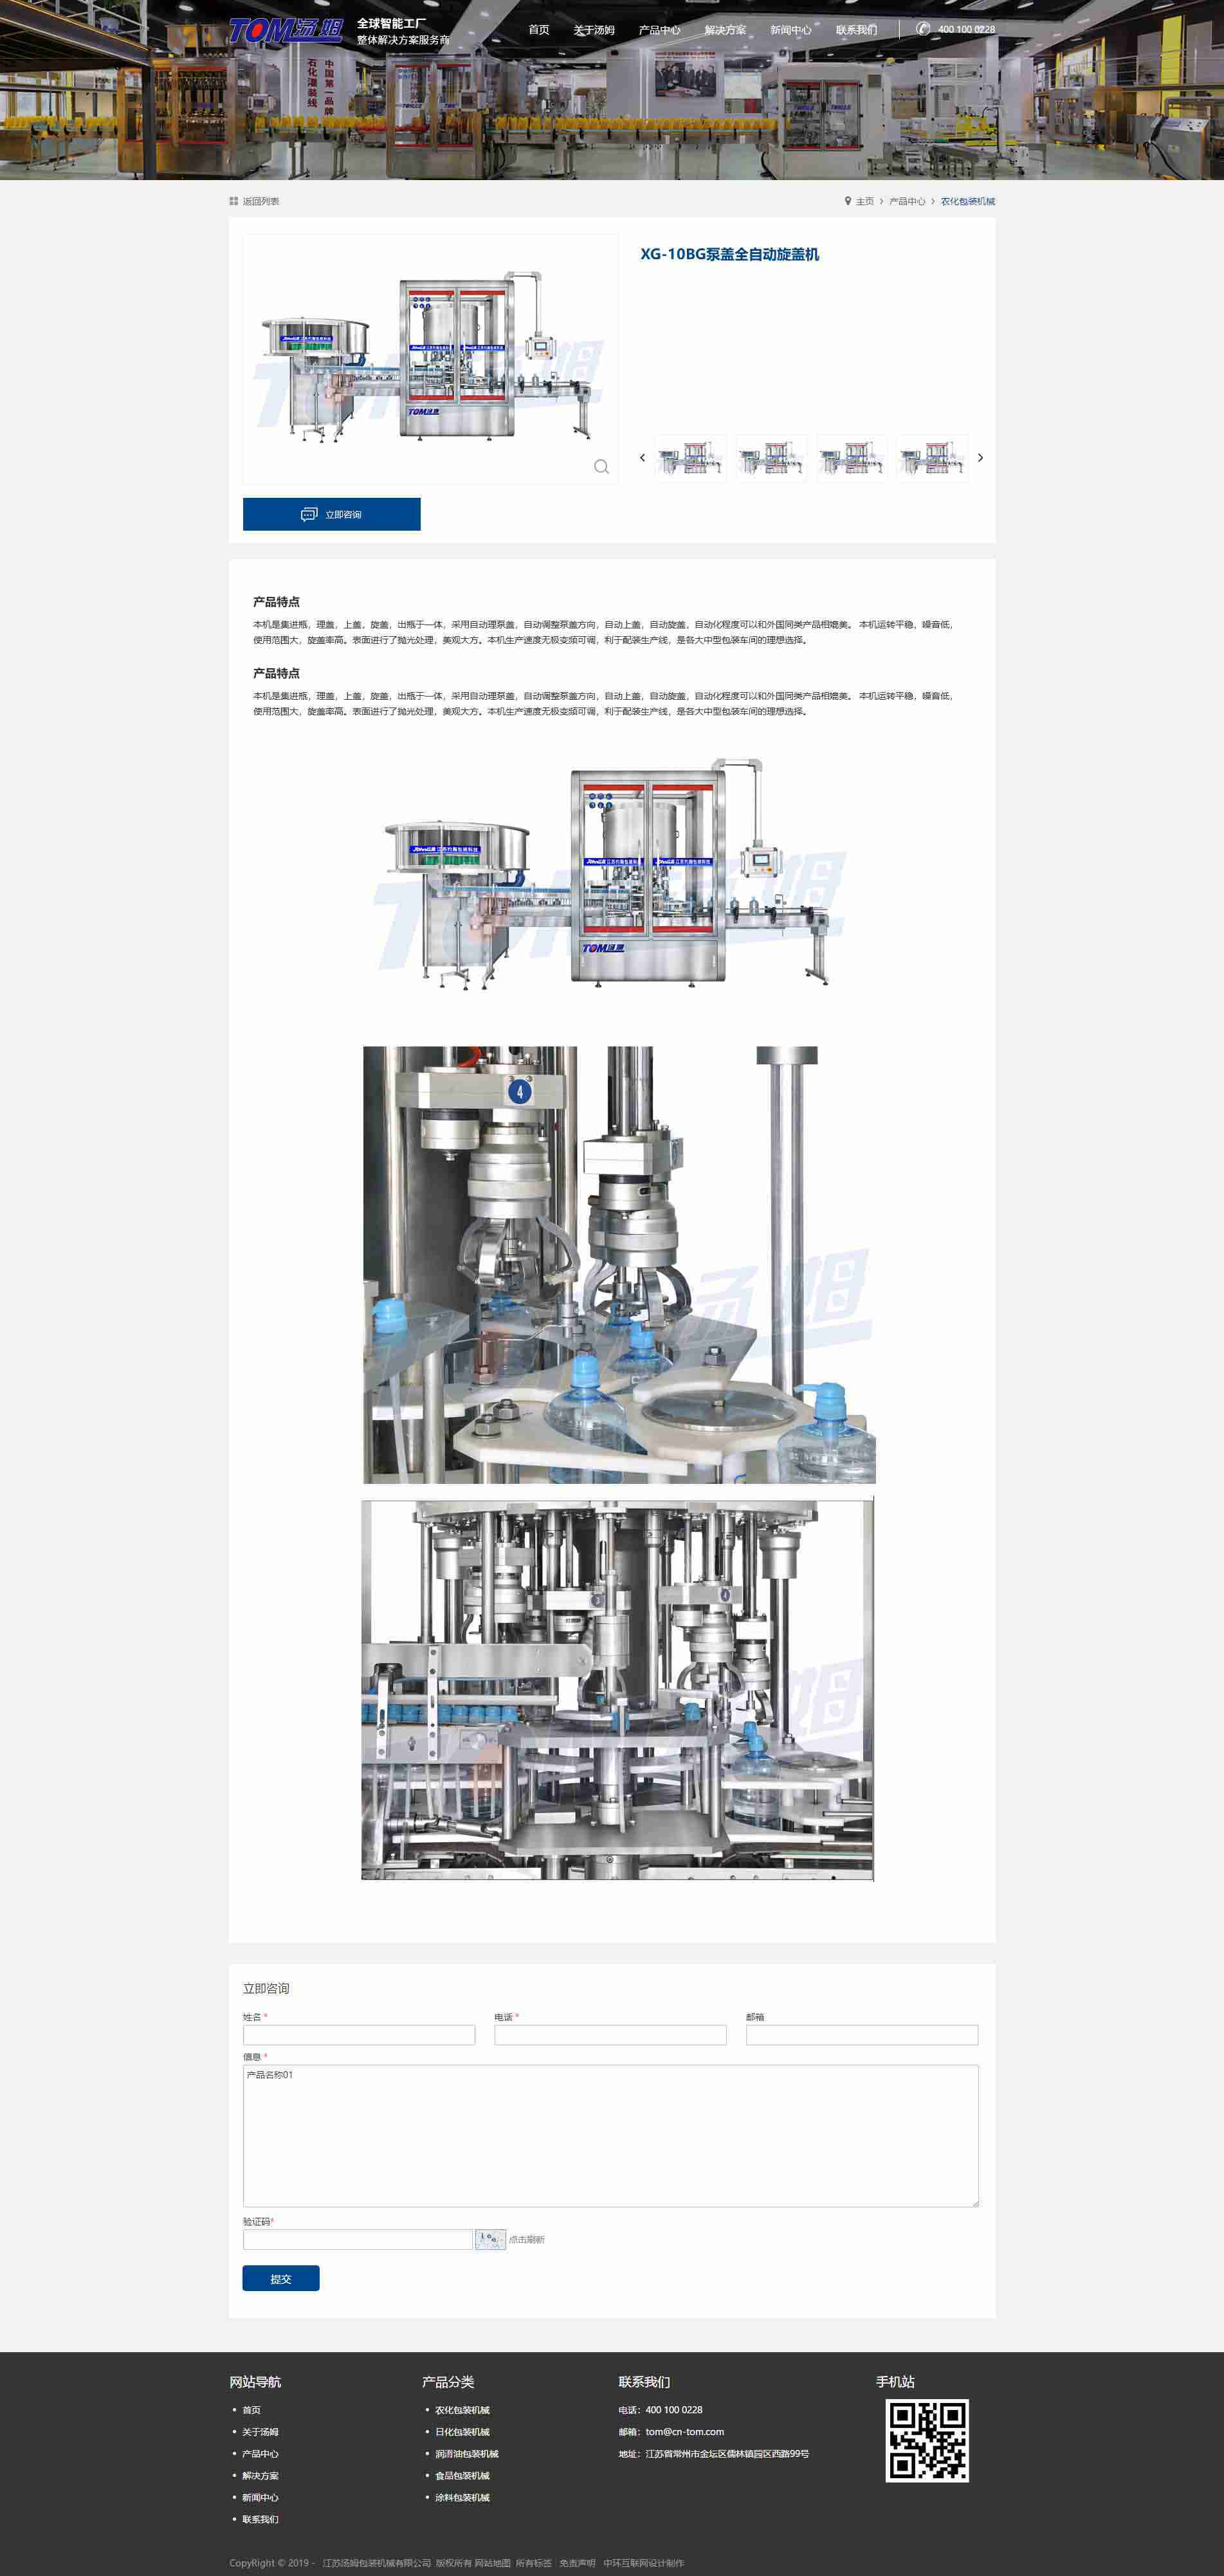 TOM汤姆
全球智能工厂
整体解决方案服务商
首页 关于汤姆 产品中心 解决方案 新闻中心 联系我们 400 100 0228
中国第一品牌
石化灌装线
返回列表
主页 > 产品中心 > 农化包装机械
XG-10BG泵盖全自动旋盖机
TOM汤姆
立即咨询
产品特点
本机是集进瓶，理盖，上盖，旋盖，出瓶于一体，采用自动理泵盖，自动调整泵盖方向，自动上盖，自动旋盖。自动化程度可以和外国同类产品相媲美。 本机运转平稳，噪音低，
使用范围大，旋盖率高。表面进行了抛光处理，美观大方。本机生产速度无极变频可调，利于配装生产线，是各大中型包装车间的理想选择。
产品特点
本机是集进瓶，理盖，上盖，旋盖，出瓶于一体，采用自动理泵盖，自动调整泵盖方向，自动上盖，自动旋盖，自动化程度可以和外国同类产品相媲美。 本机运转平稳，噪音低，
使用范围大，旋盖率高。表面进行了抛光处理，美观大方。本机生产速度无极变频可调，利于配装生产线，是各大中型包装车间的理想选择。
TOM汤姆
4
3
4
立即咨询
姓名 *
电话 *
邮箱
信息 *
产品名称01
验证码*
点击刷新
提交
网站导航
• 首页
• 关于汤姆
• 产品中心
• 解决方案
• 新闻中心
• 联系我们
产品分类
• 农化包装机械
• 日化包装机械
• 润滑油包装机械
• 食品包装机械
• 涂料包装机械
联系我们
电话：400 100 0228
邮箱：tom@cn-tom.com
地址：江苏省常州市金坛区儒林镇园区西路99号
手机站
CopyRight © 2019 - 江苏汤姆包装机械有限公司 版权所有 网站地图 所有标签 免责声明 中环互联网设计制作